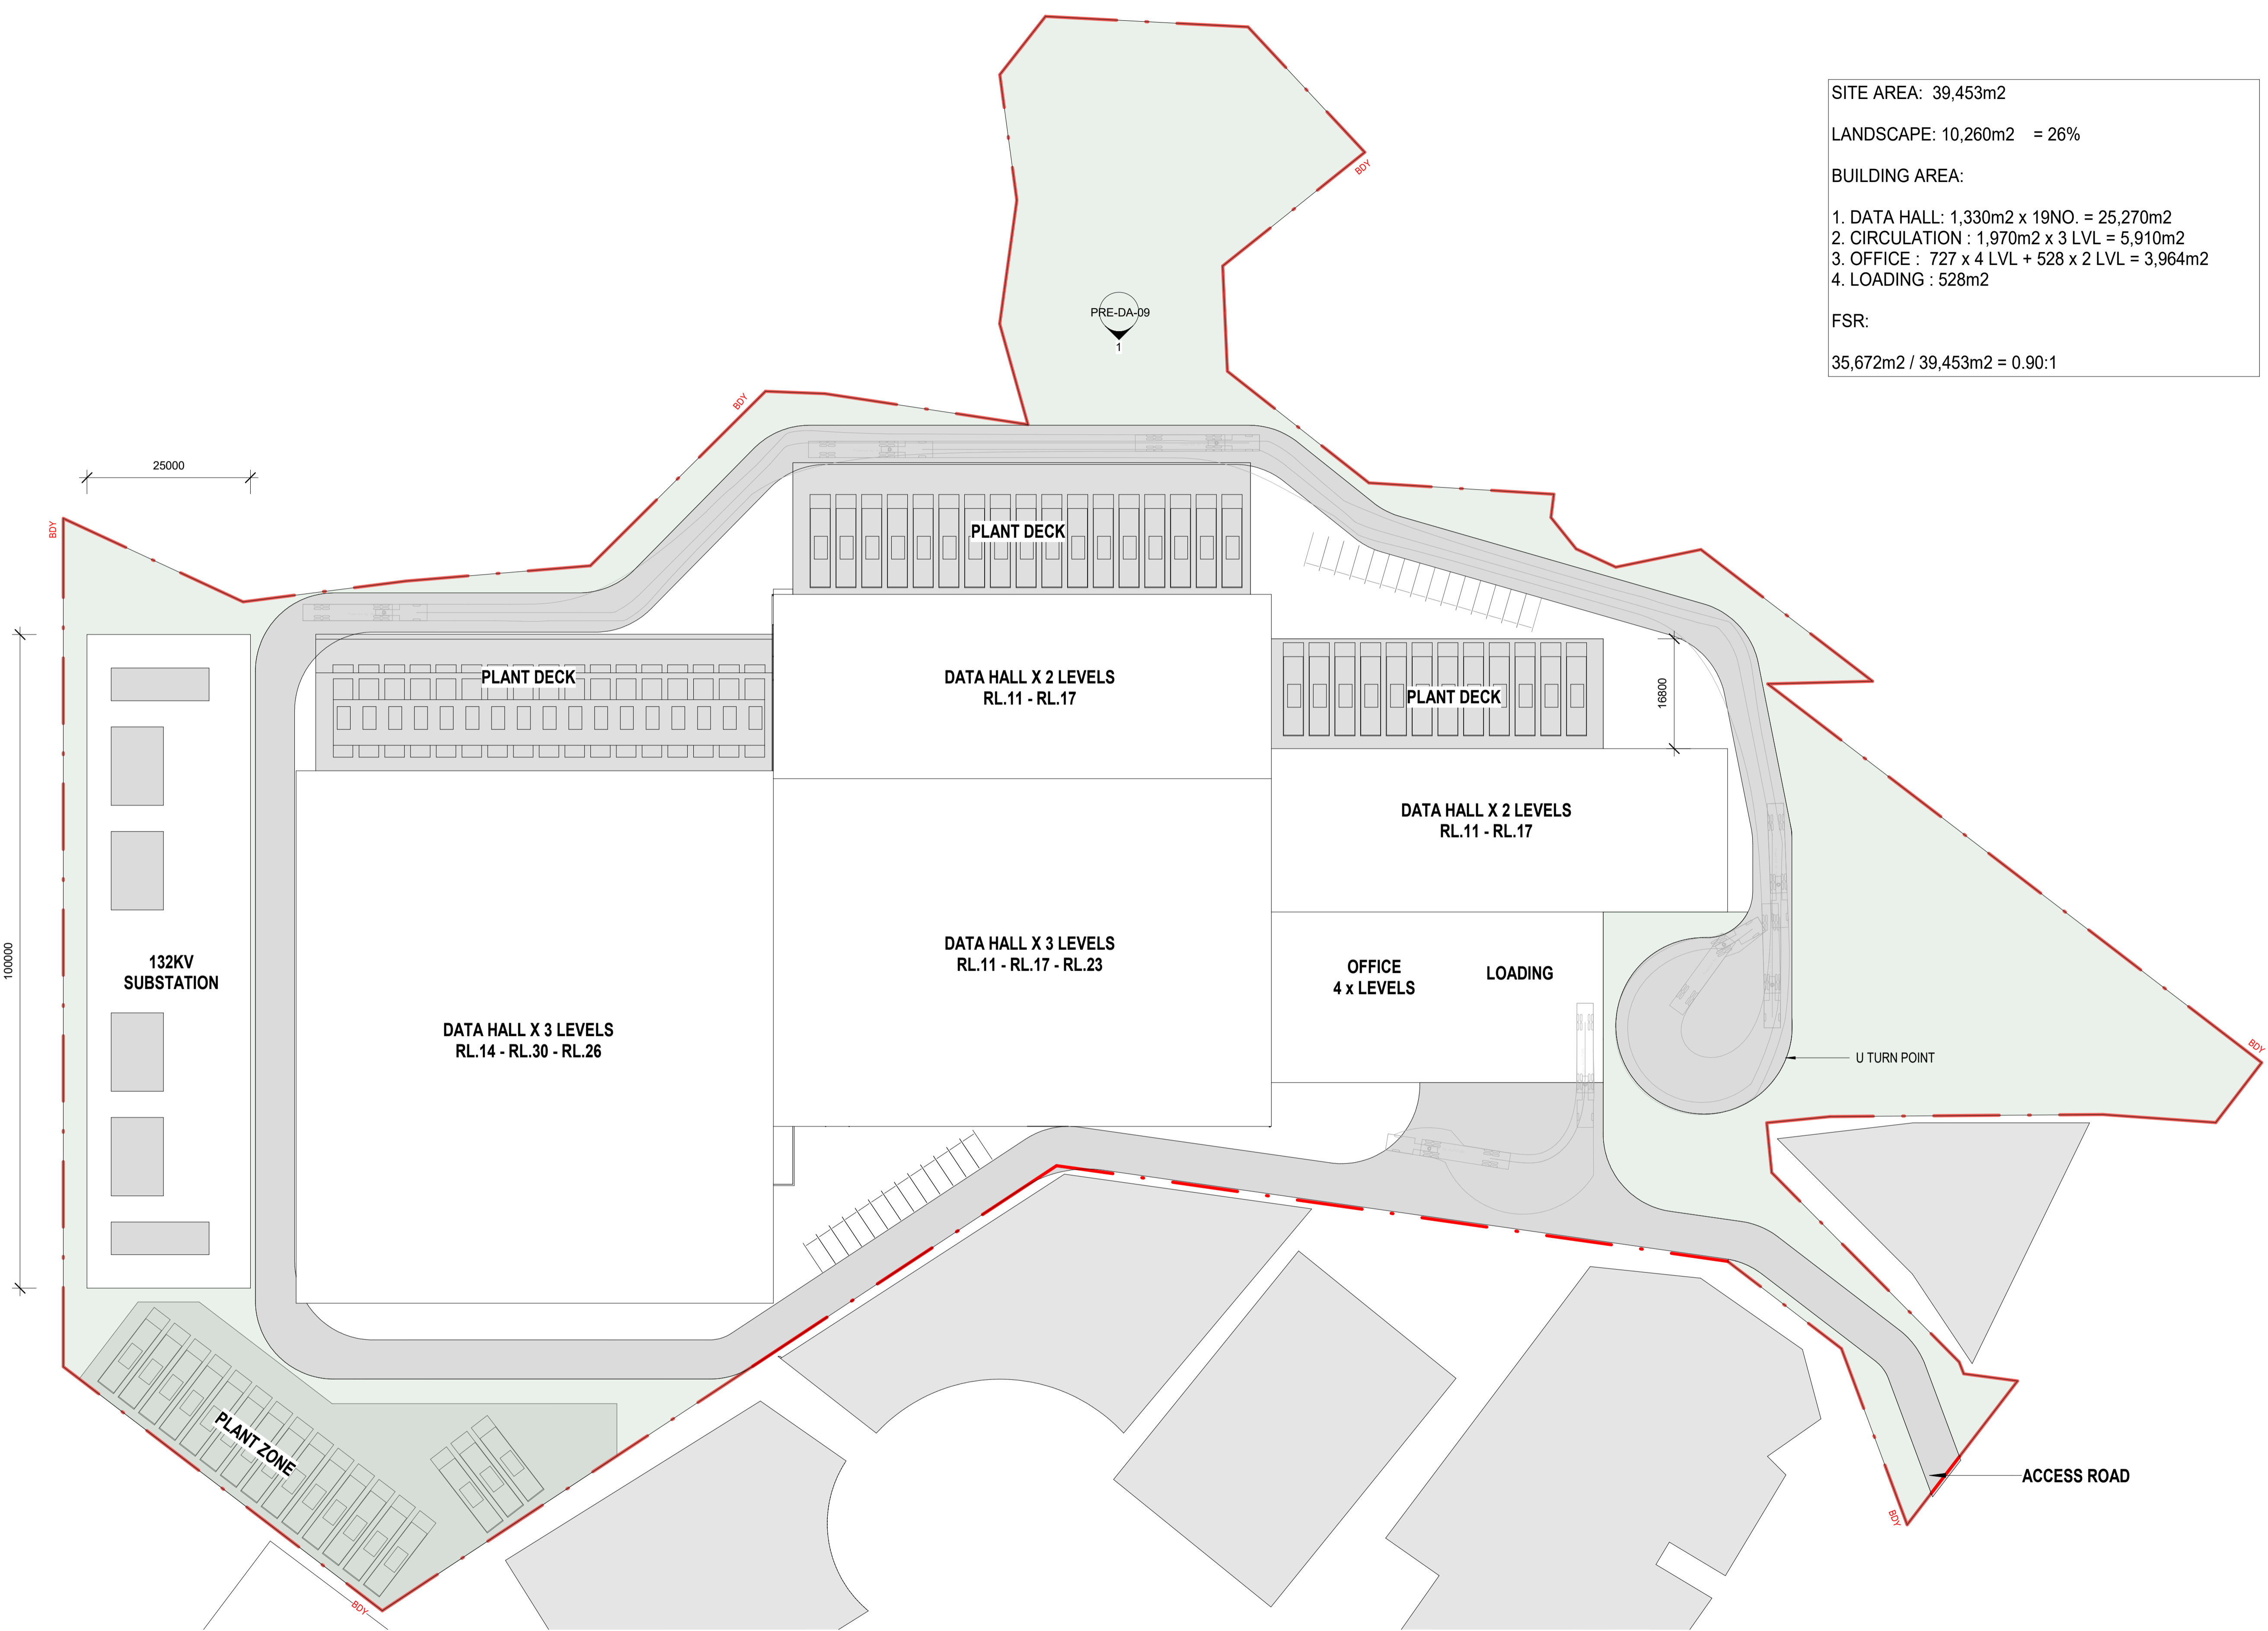 SITE AREA: 39,453m2
LANDSCAPE: 10,260m2 = 26%
BUILDING AREA:
1. DATA HALL: 1,330m2 x 19NO. = 25,270m2
2. CIRCULATION : 1,970m2 x 3 LVL = 5,910m2
3. OFFICE : 727 x 4 LVL + 528 x 2 LVL = 3,964m2
4. LOADING : 528m2
FSR:
35,672m2 / 39,453m2 = 0.90:1
BDY
PRE-DA-09
1
BDY
25000
BDY
PLANT DECK
PLANT DECK
DATA HALL X 2 LEVELS
RL.11 - RL.17
PLANT DECK
16800
DATA HALL X 2 LEVELS
RL.11 - RL.17
100000
132KV
SUBSTATION
DATA HALL X 3 LEVELS
RL.11 - RL.17 - RL.23
OFFICE
4 x LEVELS
LOADING
DATA HALL X 3 LEVELS
RL.14 - RL.30 - RL.26
BDY
U TURN POINT
PLANT ZONE
ACCESS ROAD
BDY
BDY